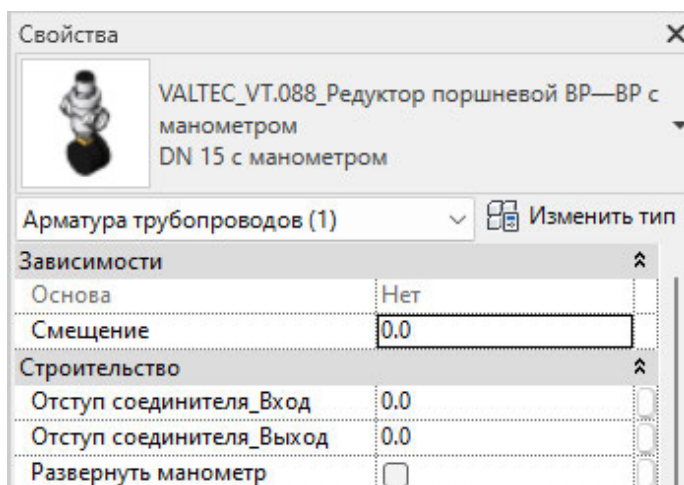 Свойства
VALTEC_VT.088_Редуктор поршневой ВР—ВР с
манометром
DN 15 с манометром
Арматура трубопроводов (1)
Изменить тип
Зависимости
Основа Нет
Смещение 0.0
Строительство
Отступ соединителя_Вход 0.0
Отступ соединителя_Выход 0.0
Развернуть манометр